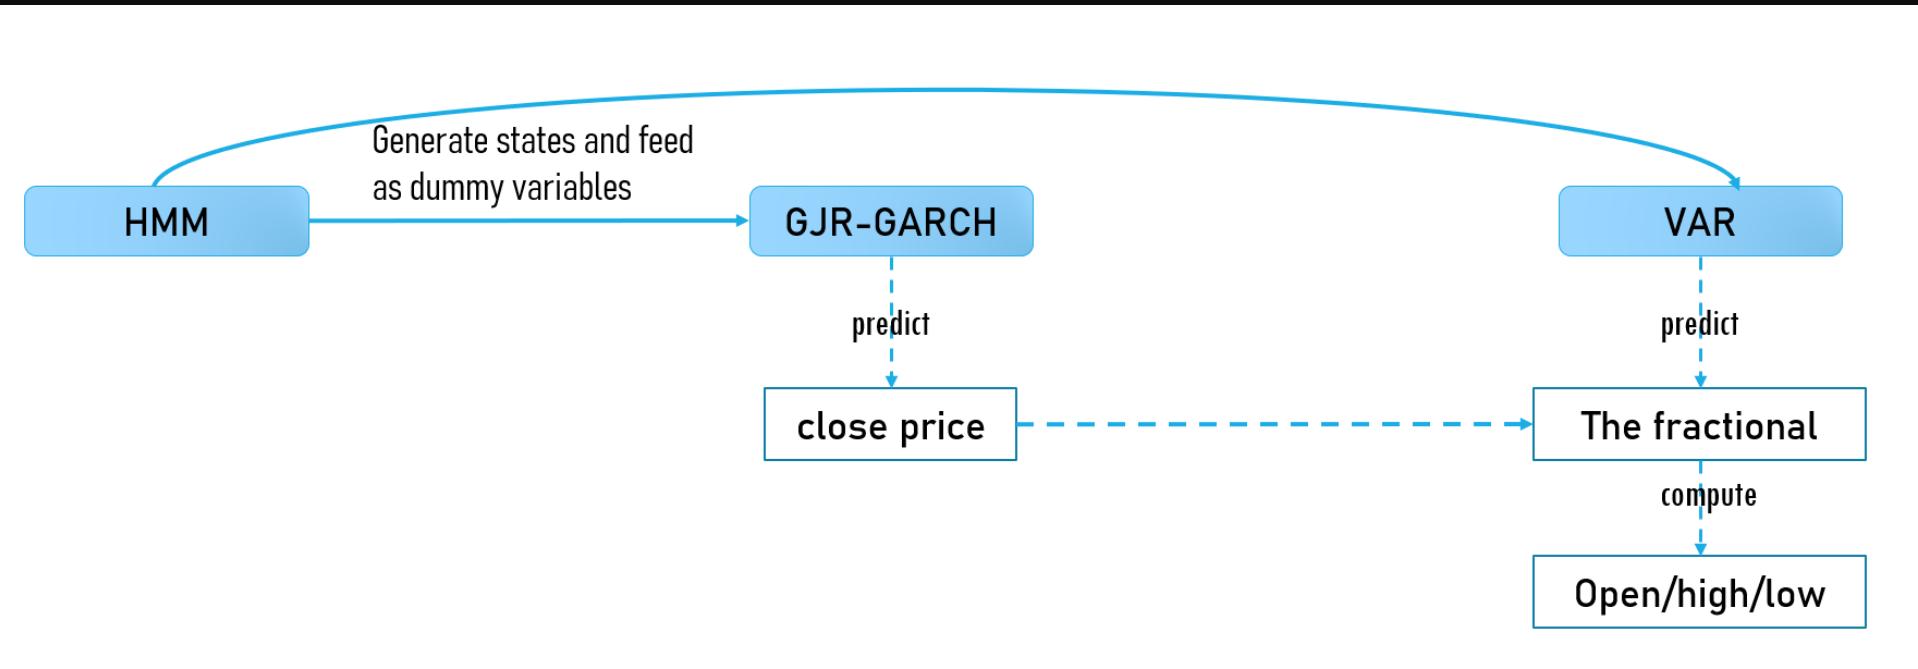 Generate states and feed
as dummy variables
HMM
GJR-GARCH
VAR
predict
predict
close price
The fractional
compute
Open/high/low